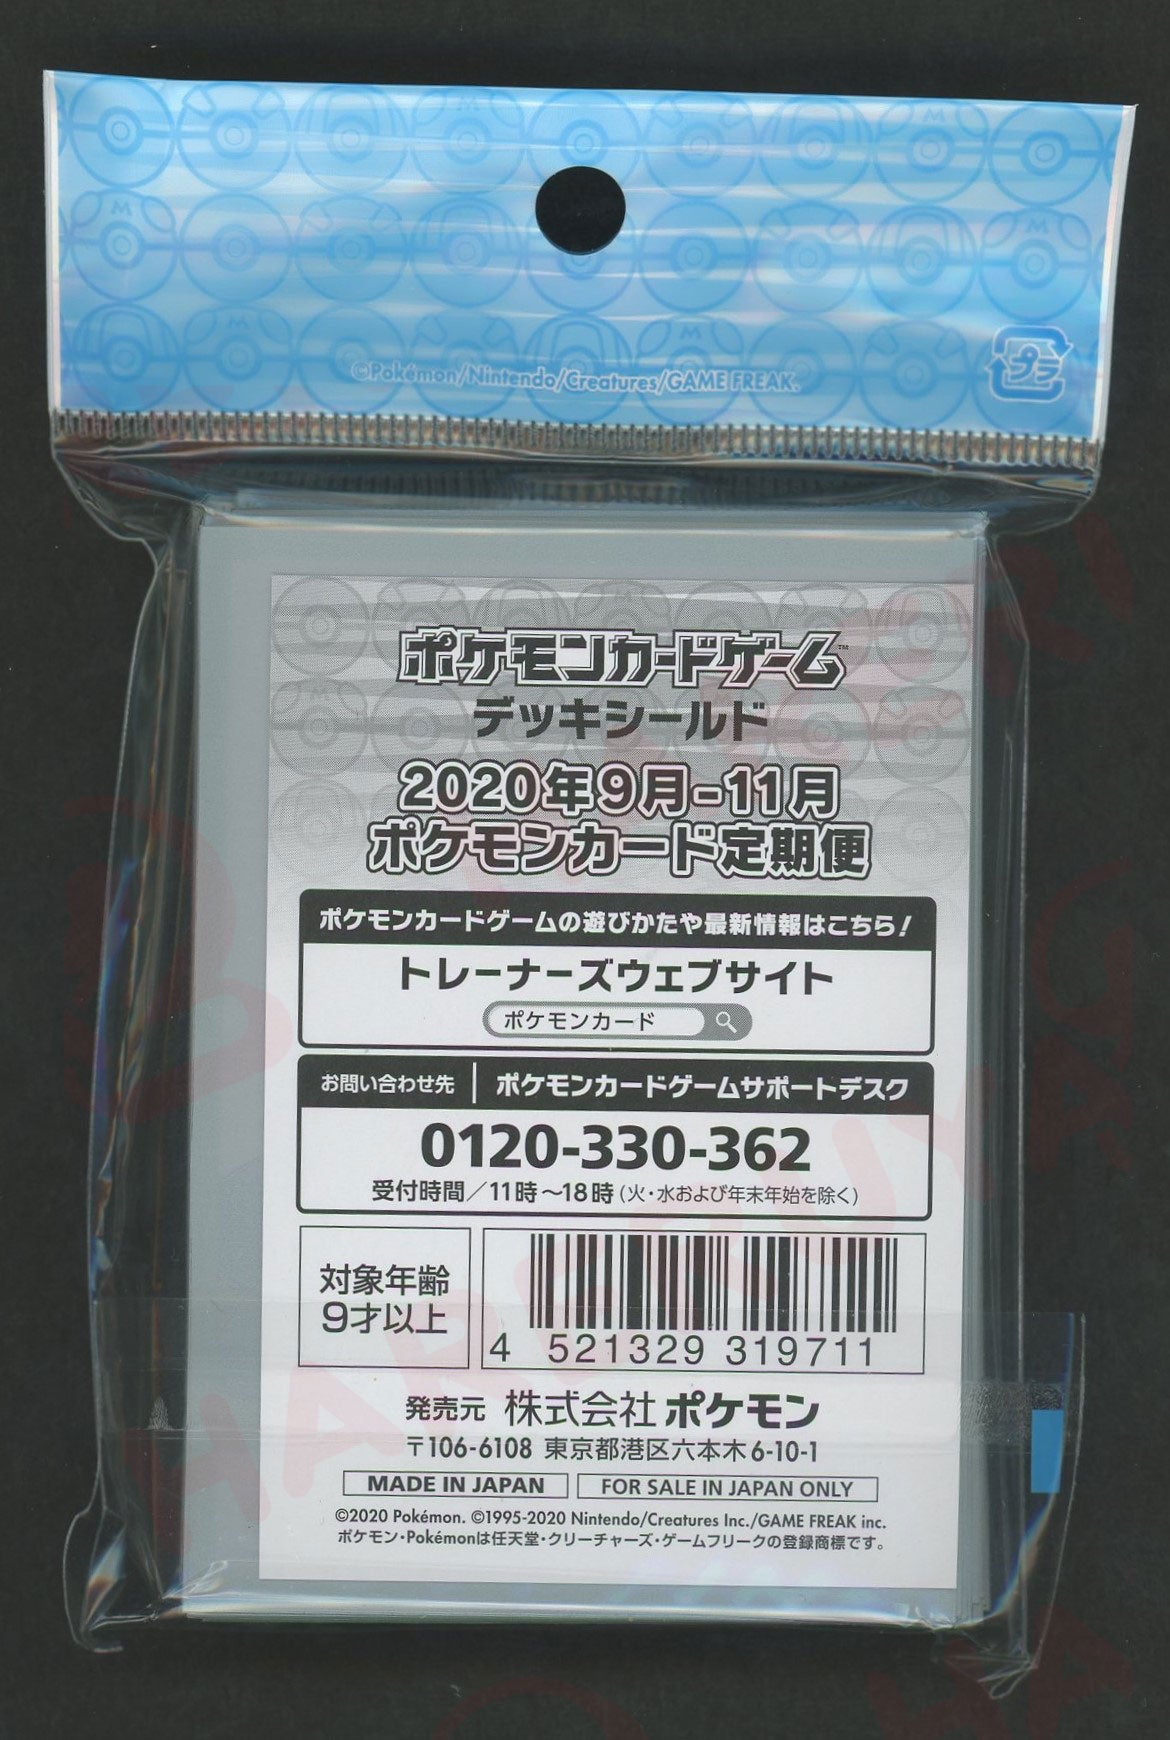 ©Pokémon/Nintendo/Creatures/GAME FREAK.
プラ
ポケモンカードゲーム™
デッキシールド
2020年9月-11月
ポケモンカード定期便
ポケモンカードゲームの遊びかたや最新情報はこちら!
トレーナーズウェブサイト
ポケモンカード
お問い合わせ先 ポケモンカードゲームサポートデスク
0120-330-362
受付時間／11時～18時(火・水および年末年始を除く)
対象年齢
9才以上
4 521329 319711
発売元 株式会社ポケモン
〒106-6108 東京都港区六本木6-10-1
MADE IN JAPAN FOR SALE IN JAPAN ONLY
©2020 Pokémon. ©1995-2020 Nintendo/Creatures Inc./GAME FREAK inc.
ポケモン・Pokémonは任天堂・クリーチャーズ・ゲームフリークの登録商標です。